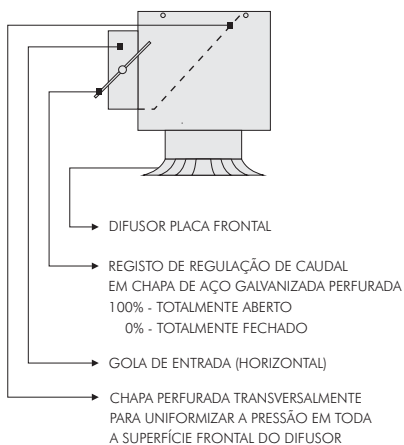 DIFUSOR PLACA FRONTAL
REGISTO DE REGULAÇÃO DE CAUDAL
EM CHAPA DE AÇO GALVANIZADA PERFURADA
100% - TOTALMENTE ABERTO
0% - TOTALMENTE FECHADO
GOLA DE ENTRADA (HORIZONTAL)
CHAPA PERFURADA TRANSVERSALMENTE
PARA UNIFORMIZAR A PRESSÃO EM TODA
A SUPERFÍCIE FRONTAL DO DIFUSOR